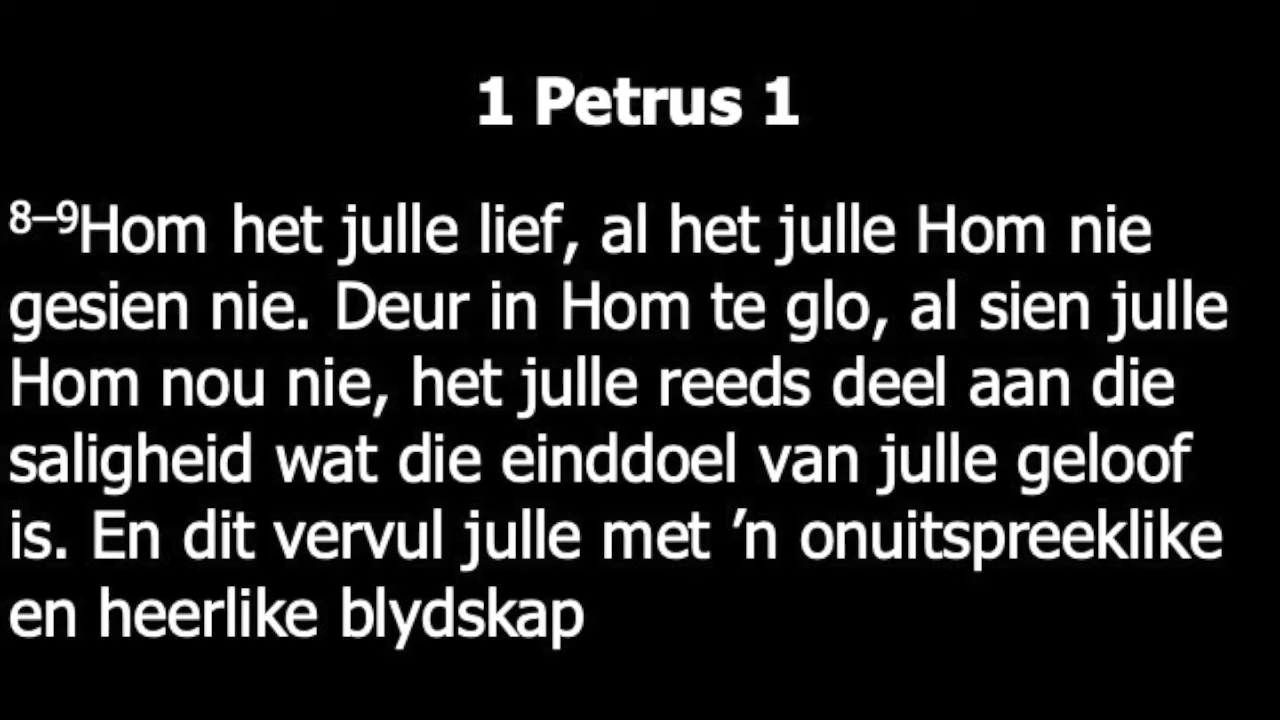 1 Petrus 1
8–9Hom het julle lief, al het julle Hom nie
gesien nie. Deur in Hom te glo, al sien julle
Hom nou nie, het julle reeds deel aan die
saligheid wat die einddoel van julle geloof
is. En dit vervul julle met ’n onuitspreeklike
en heerlike blydskap